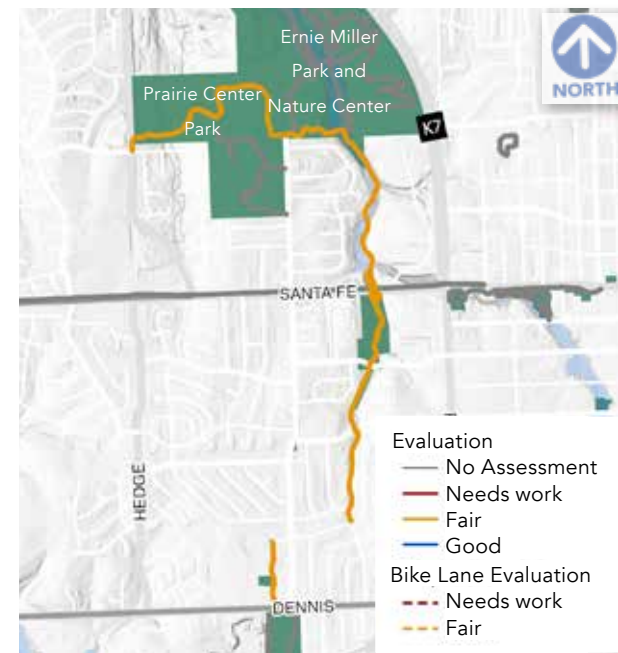 Ernie Miller
Park and
Nature Center
Prairie Center
Park
NORTH
K7
SANTA FE
HEDGE
DENNIS
Evaluation
No Assessment
Needs work
Fair
Good
Bike Lane Evaluation
Needs work
Fair